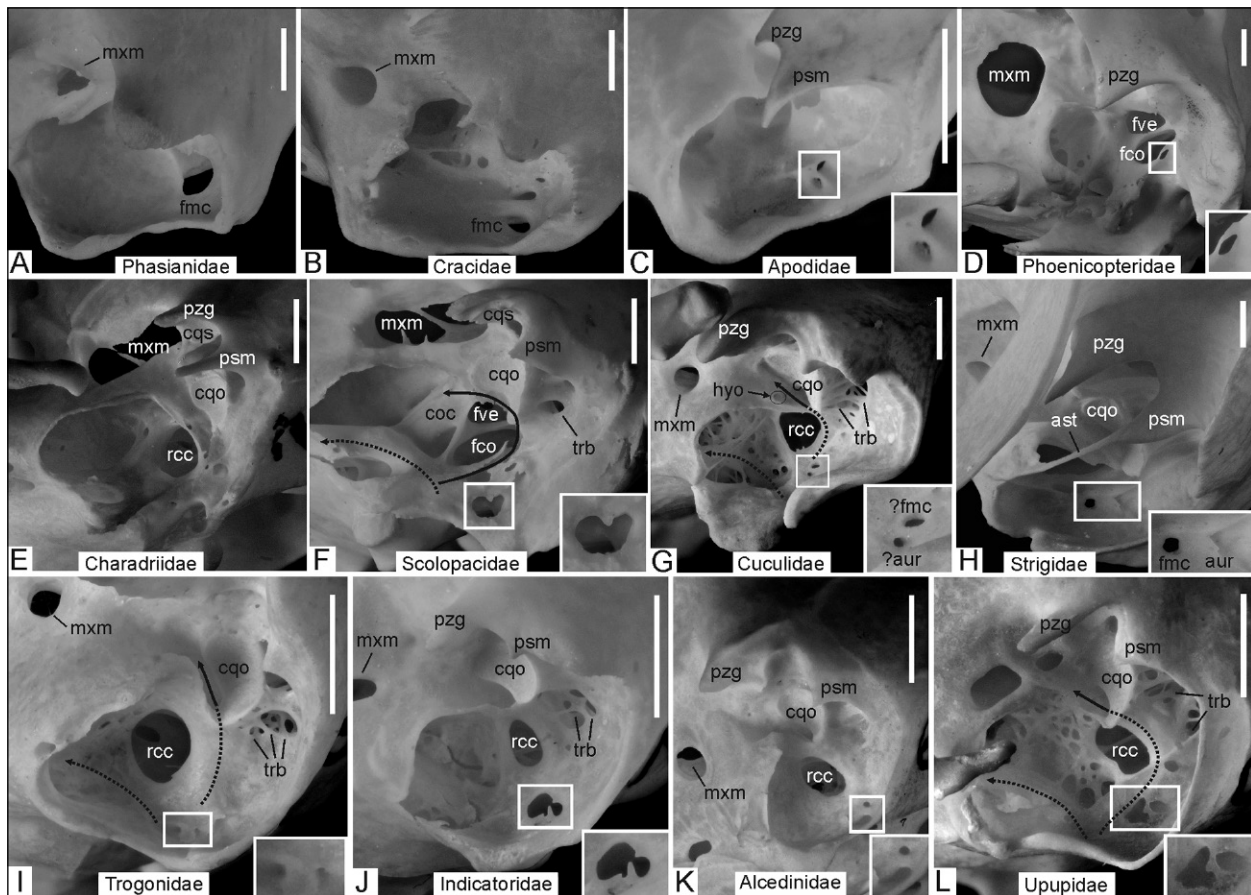 mxm
fmc
A
Phasianidae
mxm
fmc
B
Cracidae
pzg
psm
C
Apodidae
mxm
pzg
fve
fco
D
Phoenicopteridae
pzg
mxm
cqs
psm
cqo
rcc
E
Charadriidae
mxm
cqs
psm
cqo
coc
fve
fco
trb
F
Scolopacidae
pzg
hyo
cqo
mxm
trb
rcc
?fmc
?aur
G
Cuculidae
mxm
pzg
cqo
psm
ast
fmc aur
H
Strigidae
mxm
cqo
rcc
trb
I
Trogonidae
pzg
psm
mxm
cqo
rcc
trb
J
Indicatoridae
pzg
psm
cqo
rcc
mxm
K
Alcedinidae
pzg
psm
cqo
trb
rcc
L
Upupidae